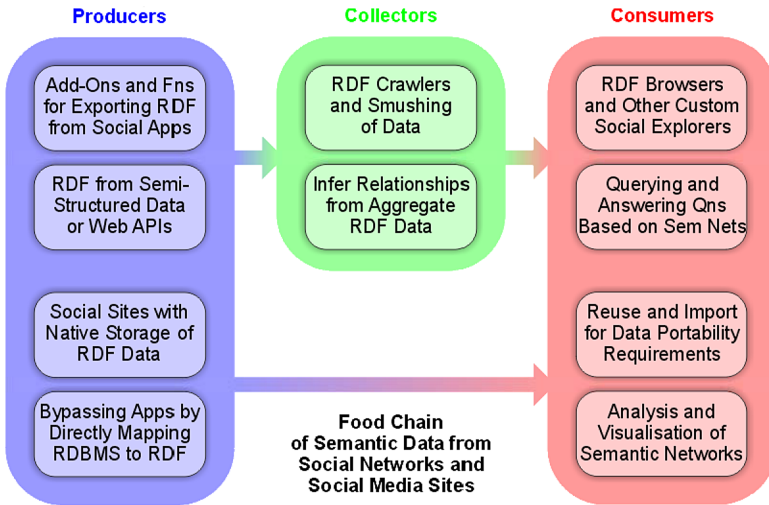 Producers
Add-Ons and Fns
for Exporting RDF
from Social Apps
RDF from Semi-
Structured Data
or Web APIs
Social Sites with
Native Storage of
RDF Data
Bypassing Apps by
Directly Mapping
RDBMS to RDF
Collectors
RDF Crawlers
and Smushing
of Data
Infer Relationships
from Aggregate
RDF Data
Consumers
RDF Browsers
and Other Custom
Social Explorers
Querying and
Answering Qns
Based on Sem Nets
Reuse and Import
for Data Portability
Requirements
Analysis and
Visualisation of
Semantic Networks
Food Chain
of Semantic Data from
Social Networks and
Social Media Sites